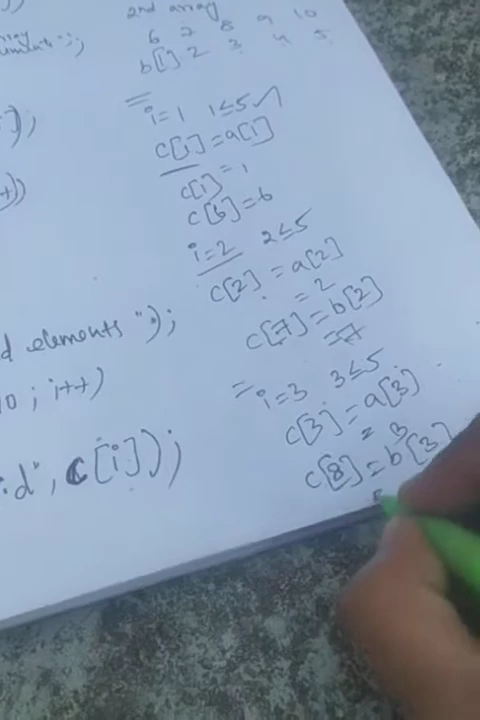 2nd array
6 7 8 9 10
b[1] 2 3 4 5
i=1 1≤5✓
c[1]=a[1]
c[1]=1
c[6]=6
i=2 2≤5
c[2]=a[2]
=2
c[7]=b[2]
=7
i=3 3≤5
c[3]=a[3]
=3
c[8]=b[3]
d elements");
10; i++)
d", c[i]);